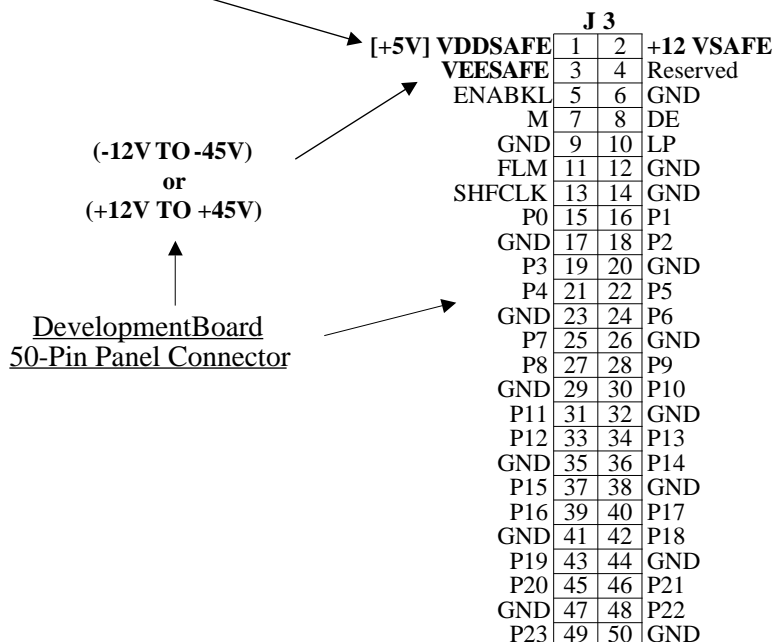 J 3
[+5V] VDDSAFE 1 2 +12 VSAFE
VEESAFE 3 4 Reserved
ENABKL 5 6 GND
M 7 8 DE
GND 9 10 LP
FLM 11 12 GND
SHFCLK 13 14 GND
P0 15 16 P1
GND 17 18 P2
P3 19 20 GND
P4 21 22 P5
GND 23 24 P6
P7 25 26 GND
P8 27 28 P9
GND 29 30 P10
P11 31 32 GND
P12 33 34 P13
GND 35 36 P14
P15 37 38 GND
P16 39 40 P17
GND 41 42 P18
P19 43 44 GND
P20 45 46 P21
GND 47 48 P22
P23 49 50 GND
(-12V TO -45V)
or
(+12V TO +45V)
DevelopmentBoard
50-Pin Panel Connector